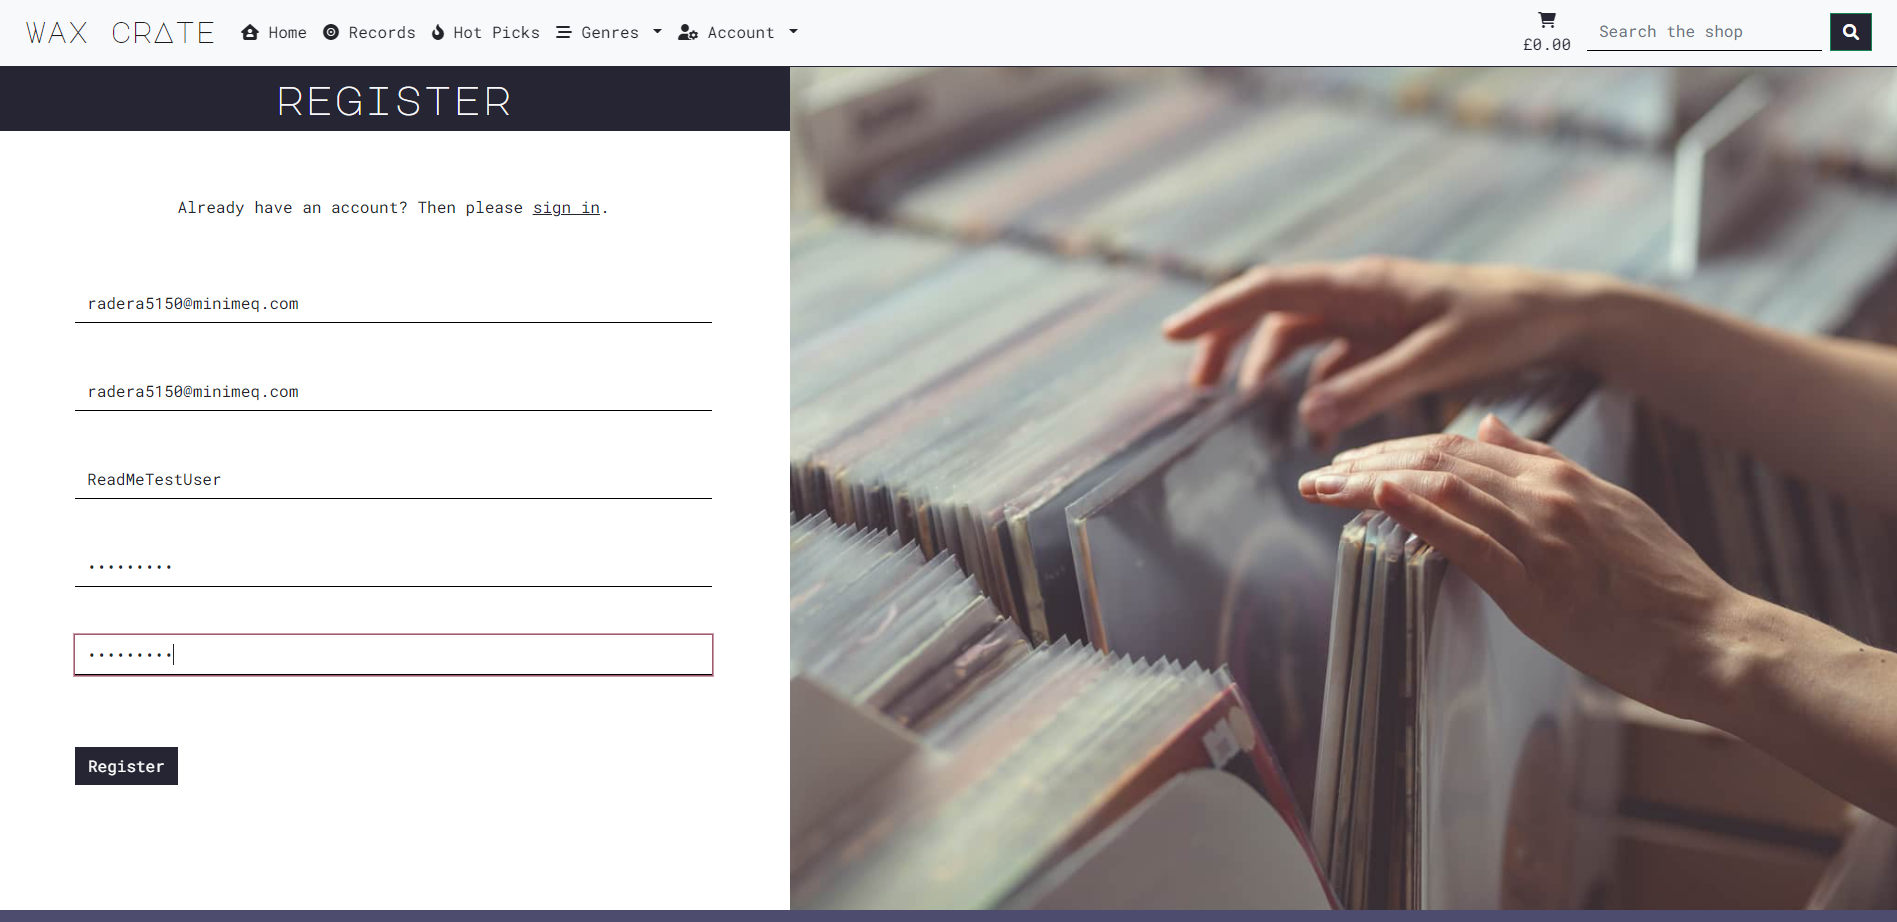 WAX CRATE
Home
Records
Hot Picks
Genres
Account
£0.00
Search the shop
REGISTER
Already have an account? Then please sign in.
radera5150@minimeq.com
radera5150@minimeq.com
ReadMeTestUser
•••••••••
•••••••••
Register